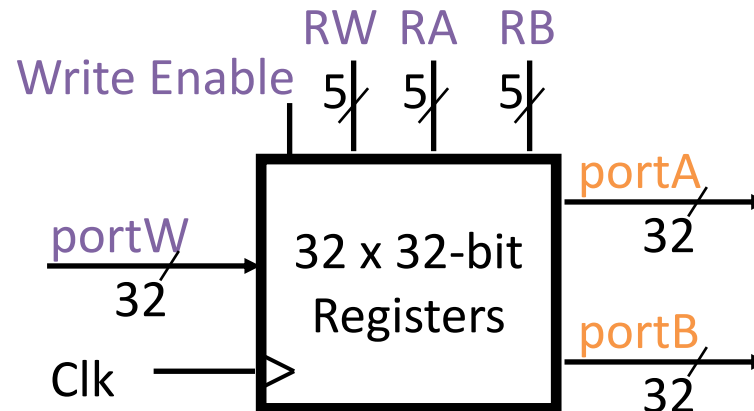 RW RA RB
Write Enable
5 5 5
portA
32
portW
32
32 x 32-bit
Registers
portB
32
Clk